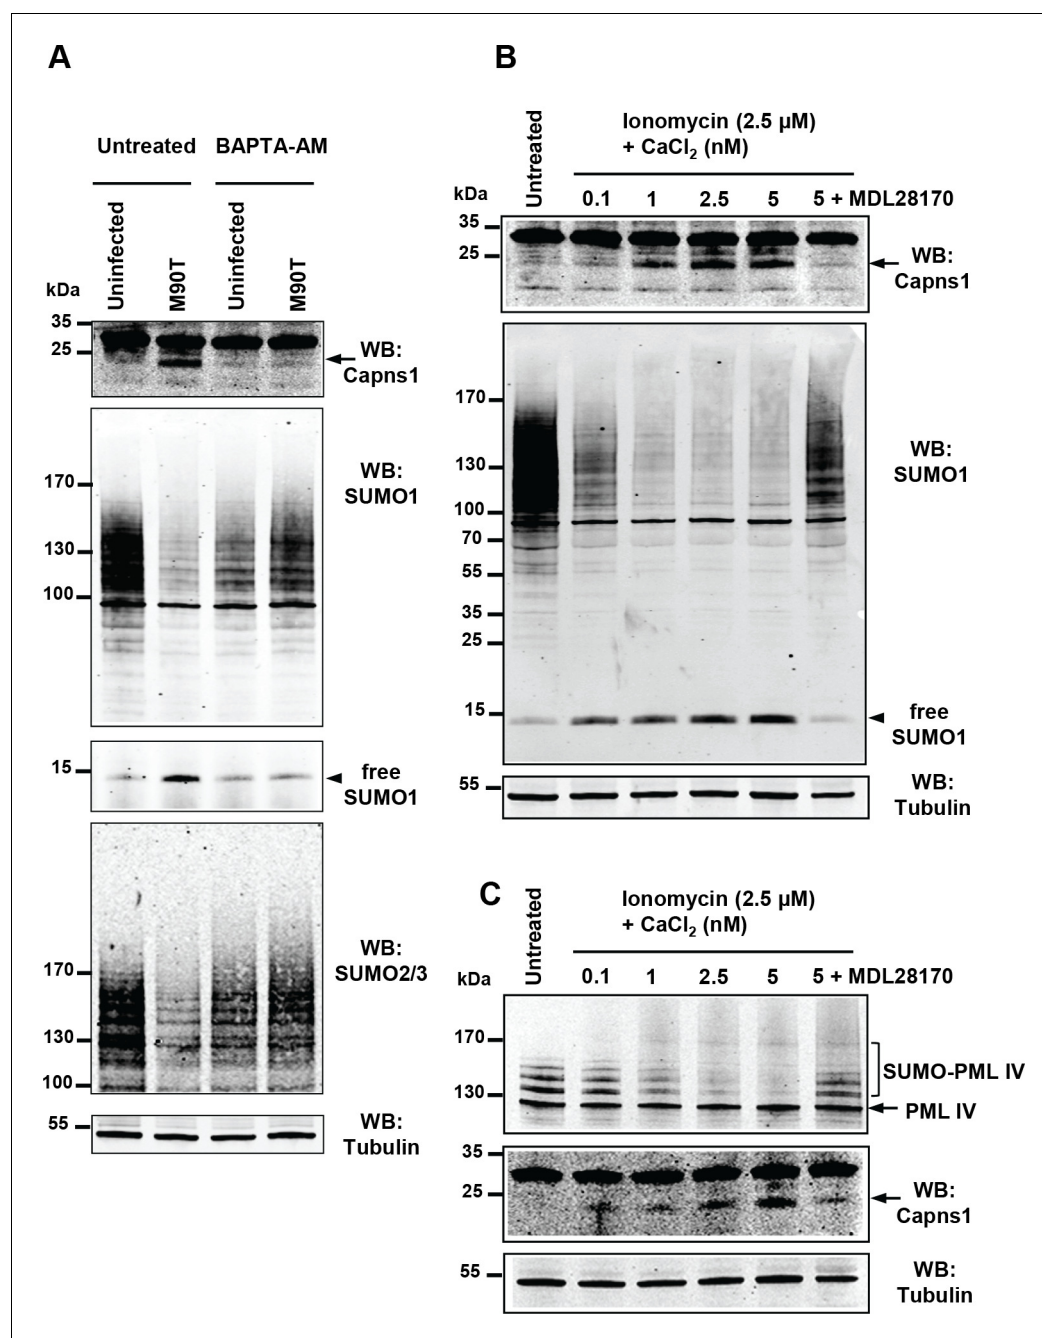 A
Untreated
BAPTA-AM
Uninfected
M90T
Uninfected
M90T
kDa
35
25
WB:
Capns1
170
130
100
WB:
SUMO1
15
free
SUMO1
170
130
100
WB:
SUMO2/3
55
WB:
Tubulin
B
Untreated
Ionomycin (2.5 µM)
+ CaCl₂ (nM)
kDa
0.1 1 2.5 5 5 + MDL28170
35
25
WB:
Capns1
170
130
100
70
55
35
25
15
WB:
SUMO1
free
SUMO1
55
WB:
Tubulin
C
Untreated
Ionomycin (2.5 µM)
+ CaCl₂ (nM)
kDa
0.1 1 2.5 5 5 + MDL28170
170
130
SUMO-PML IV
PML IV
35
25
WB:
Capns1
55
WB:
Tubulin